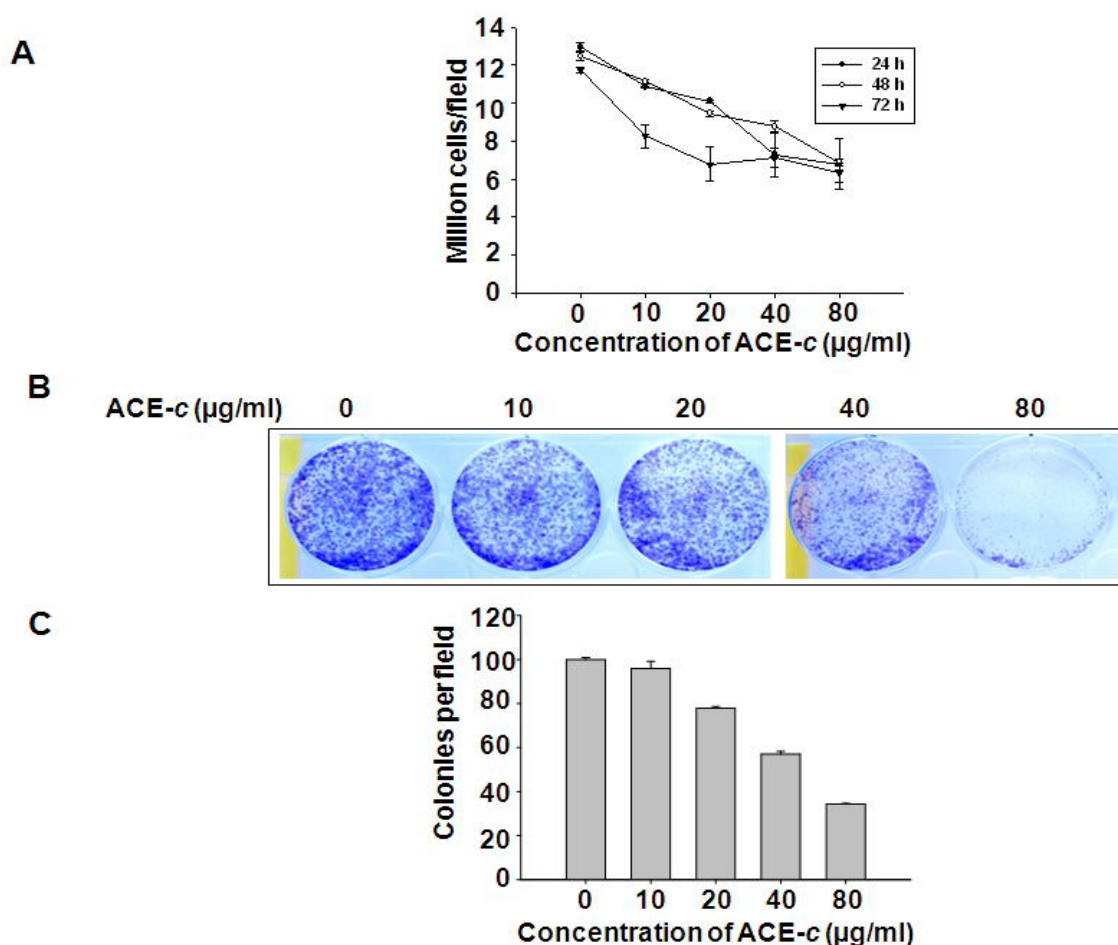 A
14
12
10
8
6
4
2
0
Million cells/field
24 h
48 h
72 h
0 10 20 40 80
Concentration of ACE-c (µg/ml)
B
ACE-c (µg/ml) 0 10 20 40 80
C
120
100
80
60
40
20
0
Colonies per field
0 10 20 40 80
Concentration of ACE-c (µg/ml)